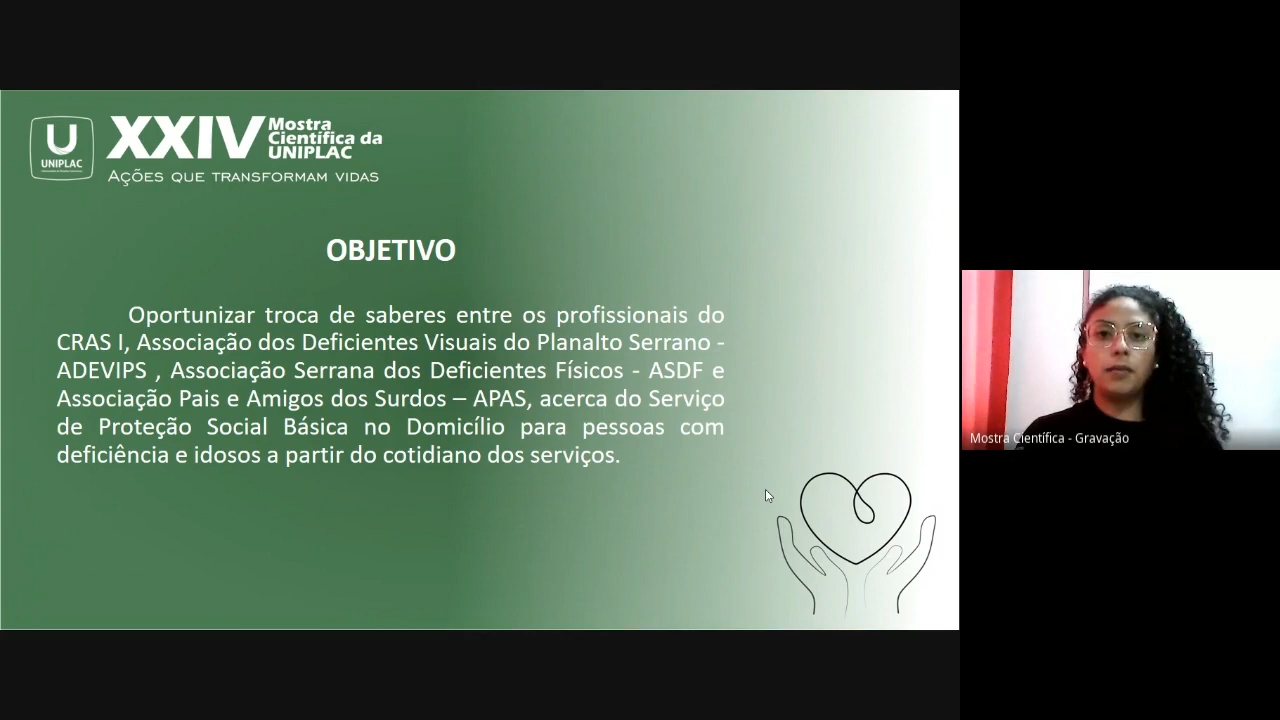 U
UNIPLAC
XXIV
Mostra
Científica da
UNIPLAC
AÇÕES QUE TRANSFORMAM VIDAS
OBJETIVO
Oportunizar troca de saberes entre os profissionais do
CRAS I, Associação dos Deficientes Visuais do Planalto Serrano -
ADEVIPS , Associação Serrana dos Deficientes Físicos - ASDF e
Associação Pais e Amigos dos Surdos – APAS, acerca do Serviço
de Proteção Social Básica no Domicílio para pessoas com
deficiência e idosos a partir do cotidiano dos serviços.
Mostra Científica - Gravação